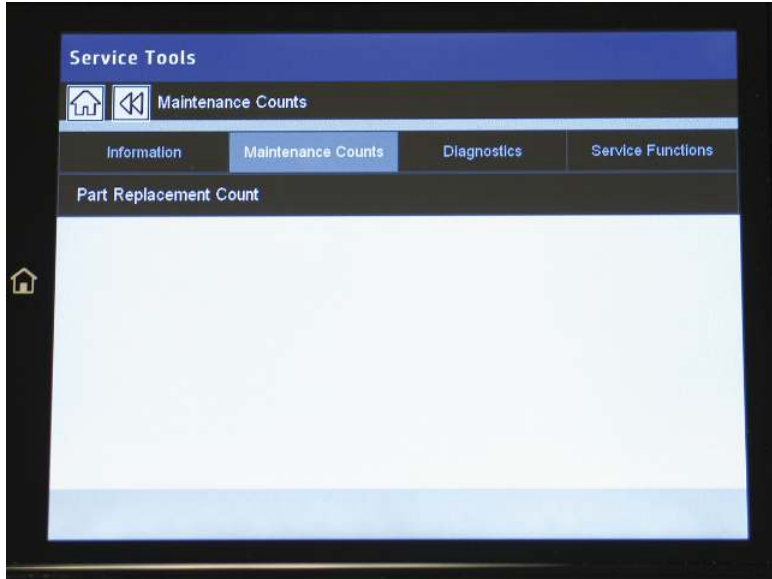 Service Tools
Maintenance Counts
Information Maintenance Counts Diagnostics Service Functions
Part Replacement Count